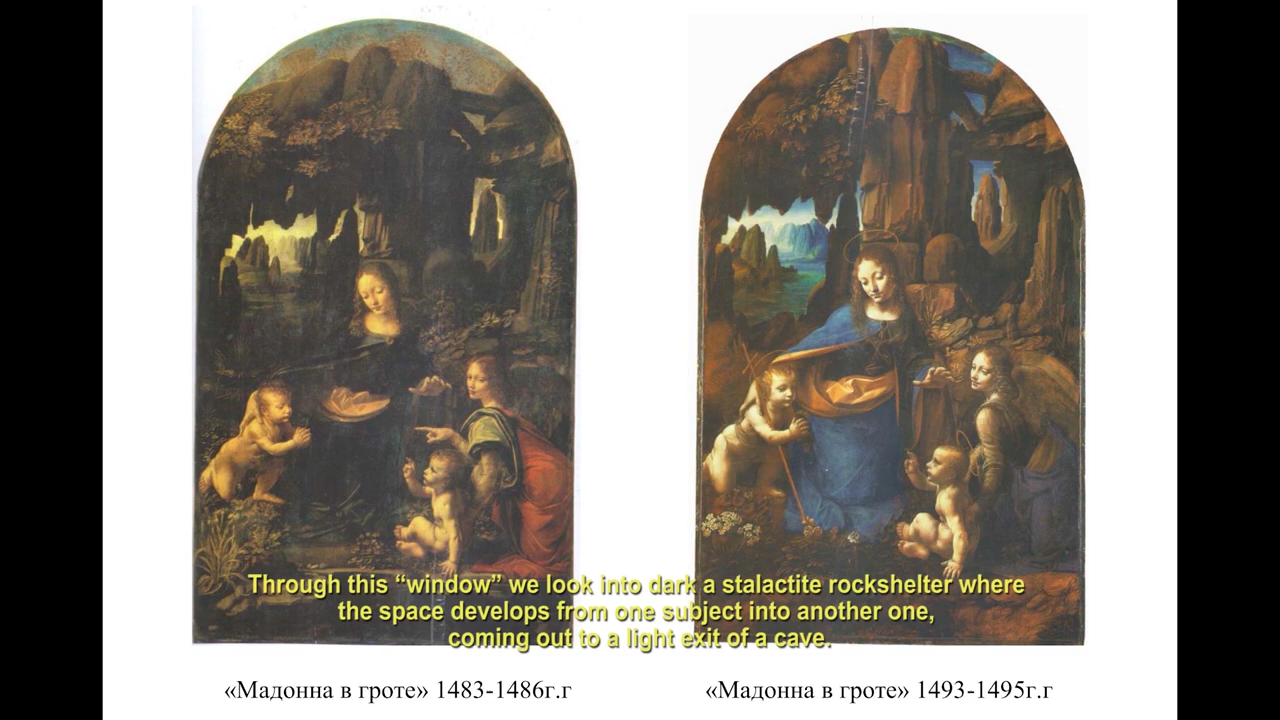 Through this “window” we look into dark a stalactite rockshelter where
the space develops from one subject into another one,
coming out to a light exit of a cave.
«Мадонна в гроте» 1483-1486г.г
«Мадонна в гроте» 1493-1495г.г